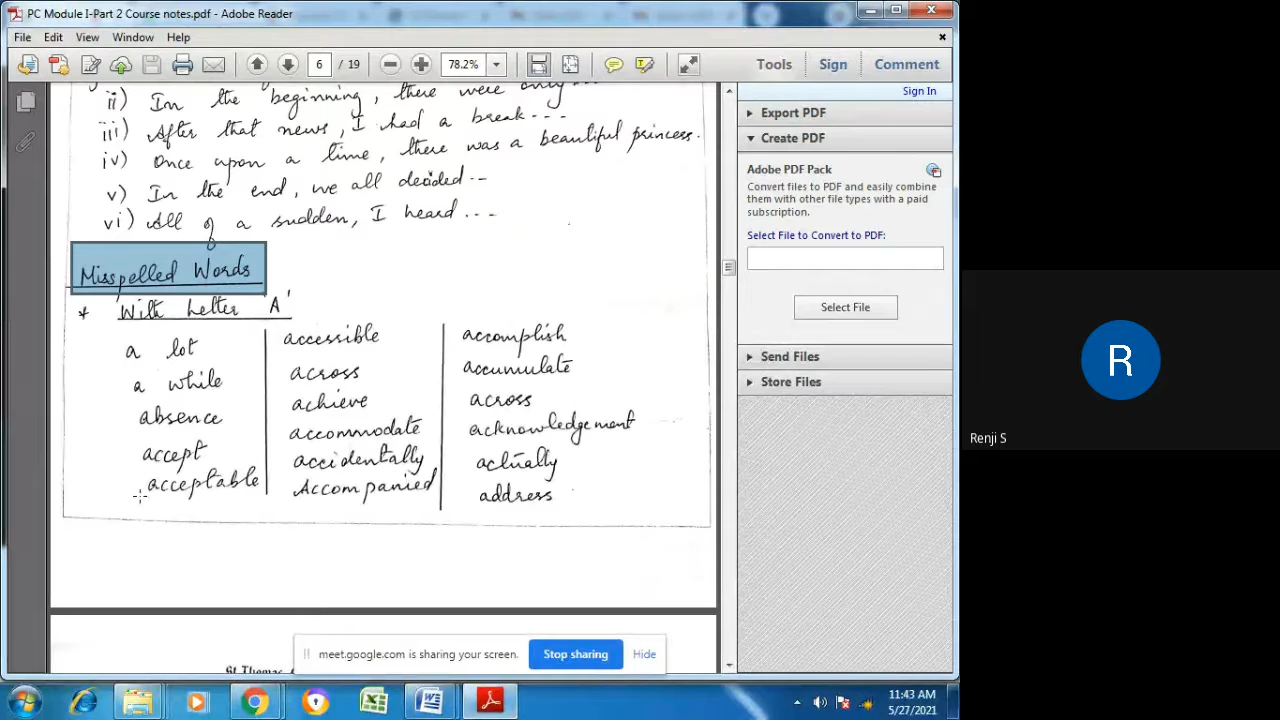 PC Module I-Part 2 Course notes.pdf - Adobe Reader
File Edit View Window Help
6 / 19 78.2% Tools Sign Comment
Sign In
ii) In the beginning, there were only...
iii) After that news, I had a break---
iv) Once upon a time, there was a beautiful princess.
v) In the end, we all decided--
vi) All of a sudden, I heard ---
Misspelled Words
* With Letter 'A'
a lot accessible accomplish
a while across accumulate
absence achieve across
accept accommodate acknowledgement
acceptable accidentally actually
Accompanied address
Export PDF
Create PDF
Adobe PDF Pack
Convert files to PDF and easily combine
them with other file types with a paid
subscription.
Select File to Convert to PDF:
Select File
Send Files
Store Files
R
Renji S
St Thomas
meet.google.com is sharing your screen. Stop sharing Hide
11:43 AM
5/27/2021